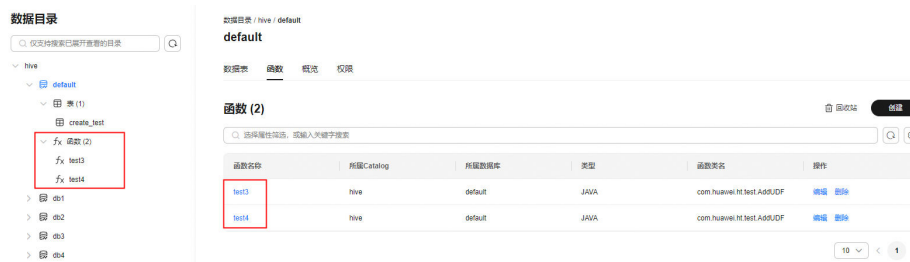 数据目录
仅支持搜索已展开查看的目录
hive
default
表 (1)
create_test
fx 函数 (2)
fx test3
fx test4
db1
db2
db3
db4
数据目录 / hive / default
default
数据表 函数 概览 权限
函数 (2)
回收站 创建
选择属性筛选，或输入关键字搜索
函数名称 所属Catalog 所属数据库 类型 函数类名 操作
test3 hive default JAVA com.huawei.ht.test.AddUDF 编辑 删除
test4 hive default JAVA com.huawei.ht.test.AddUDF 编辑 删除
10 1